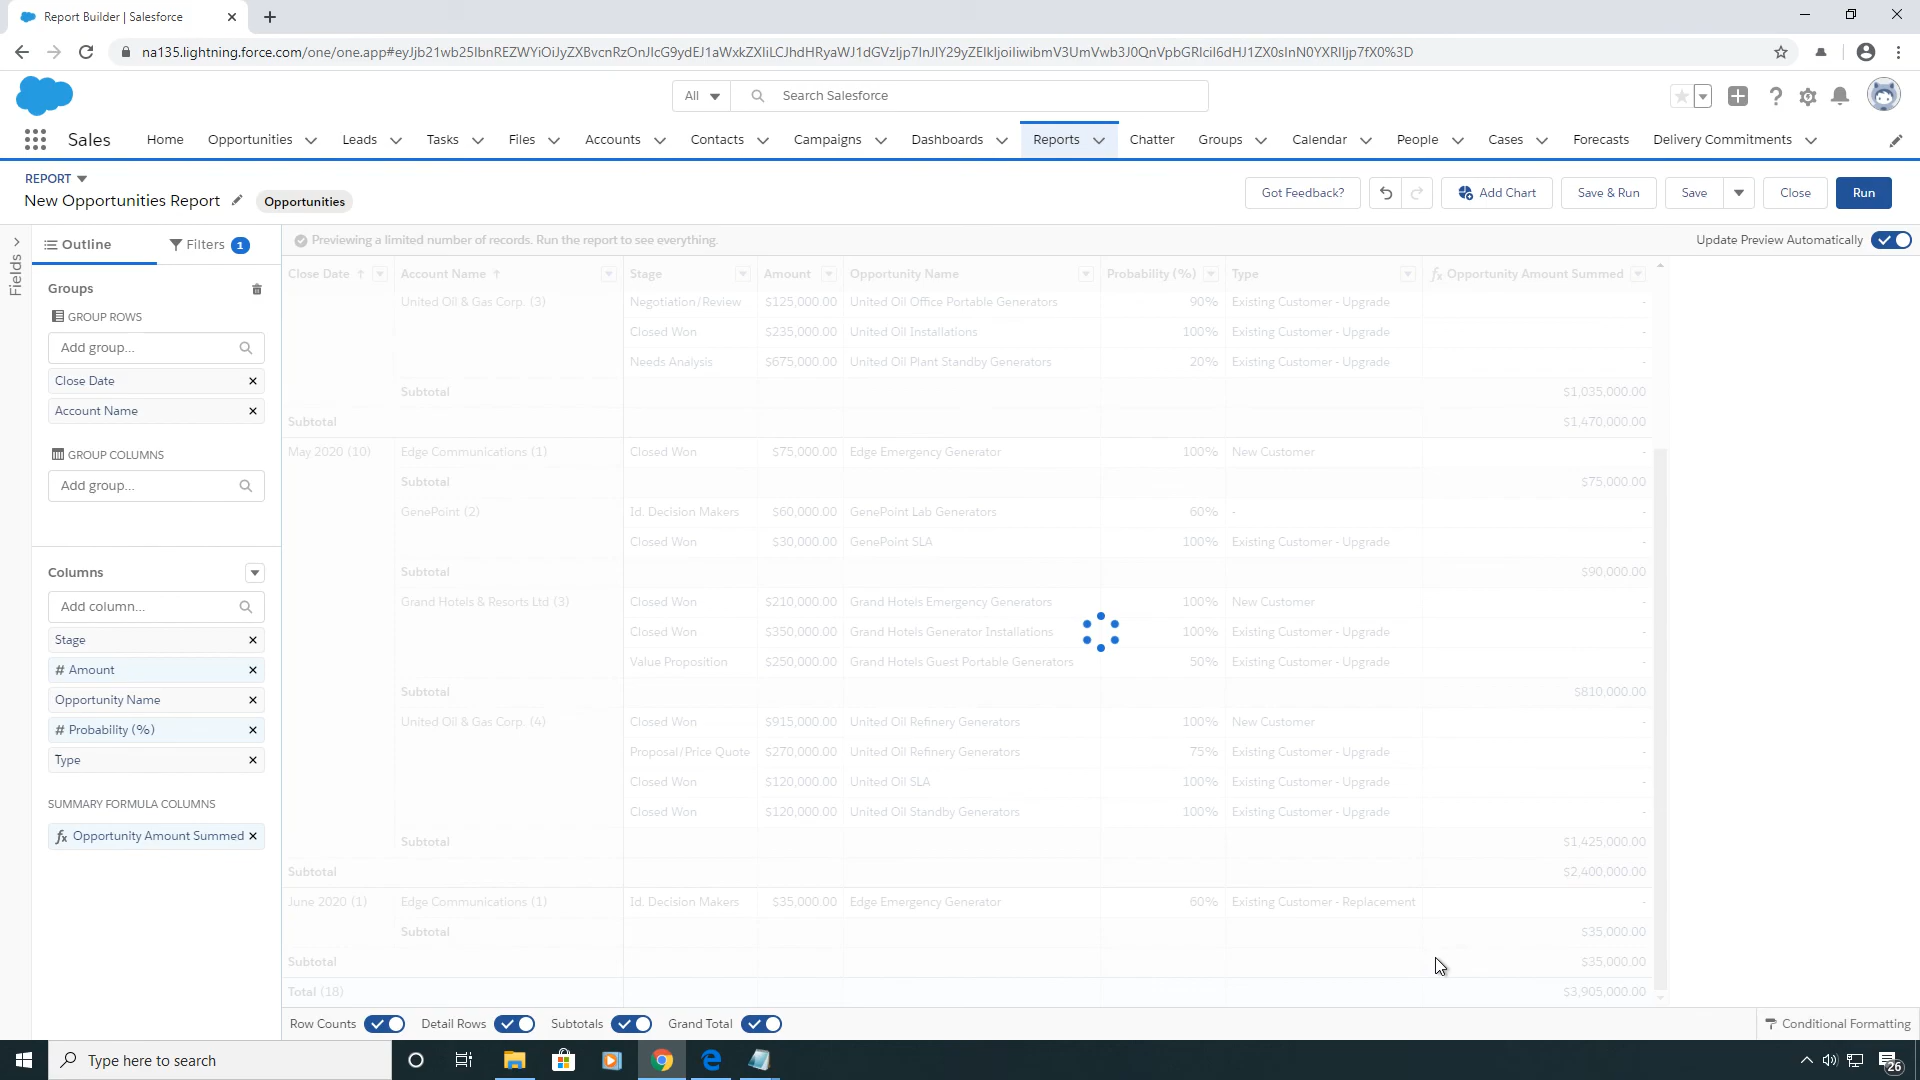 Report Builder | Salesforce
na135.lightning.force.com/one/one.app#eyJjb21wb25lbnREZWYiOiJyZXBvcnRzOnJlcG9ydEJ1aWxkZXIiLCJhdHRyaWJ1dGVzIjp7InJlY29yZElkIjoiIiwibmV3UmVwb3J0QnVpbGRlciI6dHJ1ZX0sInN0YXRlIjp7fX0%3D
All
Search Salesforce
Sales
Home Opportunities Leads Tasks Files Accounts Contacts Campaigns Dashboards Reports Chatter Groups Calendar People Cases Forecasts Delivery Commitments
REPORT
New Opportunities Report Opportunities
Got Feedback? Add Chart Save & Run Save Close Run
Fields
Outline Filters 1
Groups
GROUP ROWS
Add group...
Close Date
Account Name
GROUP COLUMNS
Add group...
Columns
Add column...
Stage
# Amount
Opportunity Name
# Probability (%)
Type
SUMMARY FORMULA COLUMNS
fx Opportunity Amount Summed
Previewing a limited number of records. Run the report to see everything. Update Preview Automatically
Close Date ↑ Account Name ↑ Stage Amount Opportunity Name Probability (%) Type fx Opportunity Amount Summed
United Oil & Gas Corp. (3) Negotiation/Review $125,000.00 United Oil Office Portable Generators 90% Existing Customer - Upgrade -
Closed Won $235,000.00 United Oil Installations 100% Existing Customer - Upgrade -
Needs Analysis $675,000.00 United Oil Plant Standby Generators 20% Existing Customer - Upgrade -
Subtotal $1,035,000.00
Subtotal $1,470,000.00
May 2020 (10) Edge Communications (1) Closed Won $75,000.00 Edge Emergency Generator 100% New Customer -
Subtotal $75,000.00
GenePoint (2) Id. Decision Makers $60,000.00 GenePoint Lab Generators 60% - -
Closed Won $30,000.00 GenePoint SLA 100% Existing Customer - Upgrade -
Subtotal $90,000.00
Grand Hotels & Resorts Ltd (3) Closed Won $210,000.00 Grand Hotels Emergency Generators 100% New Customer -
Closed Won $350,000.00 Grand Hotels Generator Installations 100% Existing Customer - Upgrade -
Value Proposition $250,000.00 Grand Hotels Guest Portable Generators 50% Existing Customer - Upgrade -
Subtotal $810,000.00
United Oil & Gas Corp. (4) Closed Won $915,000.00 United Oil Refinery Generators 100% New Customer -
Proposal/Price Quote $270,000.00 United Oil Refinery Generators 75% Existing Customer - Upgrade -
Closed Won $120,000.00 United Oil SLA 100% Existing Customer - Upgrade -
Closed Won $120,000.00 United Oil Standby Generators 100% Existing Customer - Upgrade -
Subtotal $1,425,000.00
Subtotal $2,400,000.00
June 2020 (1) Edge Communications (1) Id. Decision Makers $35,000.00 Edge Emergency Generator 60% Existing Customer - Replacement -
Subtotal $35,000.00
Subtotal $35,000.00
Total (18) $3,905,000.00
Row Counts Detail Rows Subtotals Grand Total Conditional Formatting
Type here to search
26